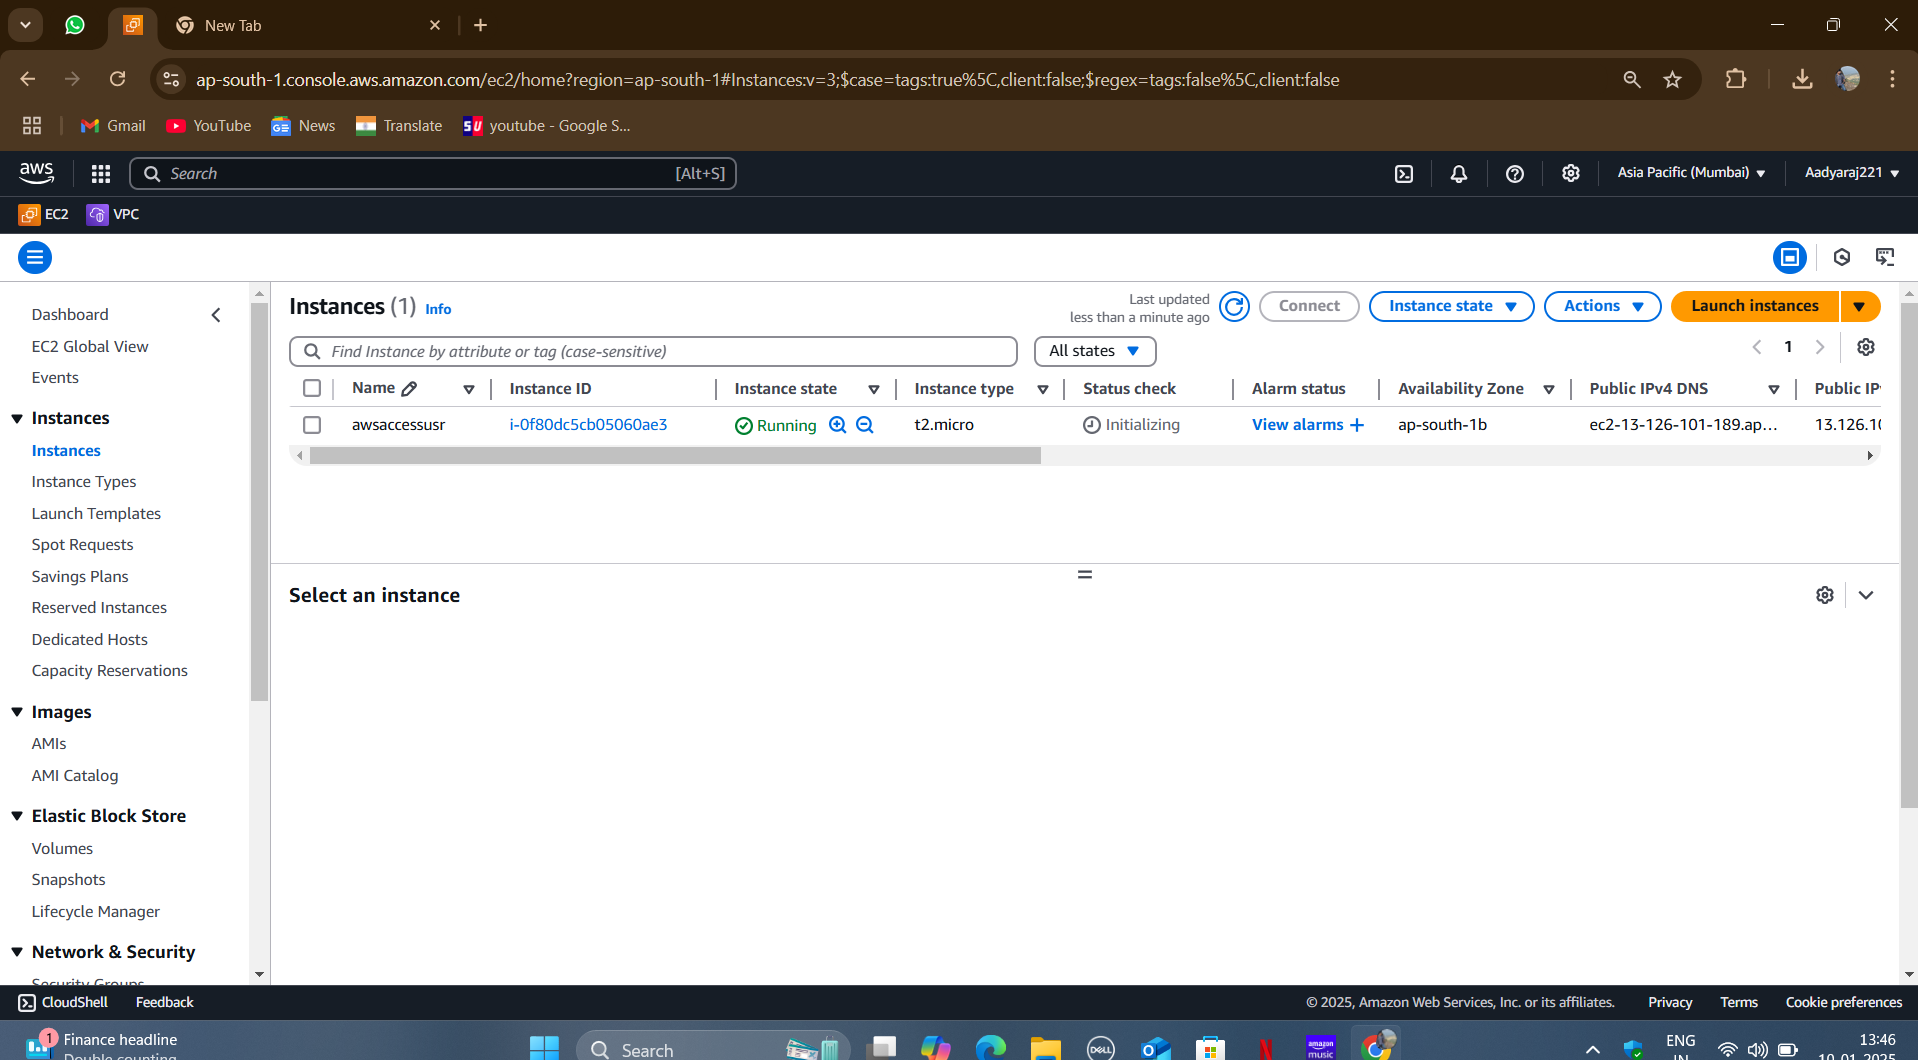 New Tab
ap-south-1.console.aws.amazon.com/ec2/home?region=ap-south-1#Instances:v=3;$case=tags:true%5C,client:false;$regex=tags:false%5C,client:false
Gmail YouTube News Translate SU youtube - Google S...
aws Search [Alt+S] Asia Pacific (Mumbai) Aadyaraj221
EC2 VPC
Dashboard
EC2 Global View
Events
Instances
Instances
Instance Types
Launch Templates
Spot Requests
Savings Plans
Reserved Instances
Dedicated Hosts
Capacity Reservations
Images
AMIs
AMI Catalog
Elastic Block Store
Volumes
Snapshots
Lifecycle Manager
Network & Security
Security Groups
Instances (1) Info
Last updated
less than a minute ago
Connect Instance state Actions Launch instances
Find Instance by attribute or tag (case-sensitive) All states 1
Name Instance ID Instance state Instance type Status check Alarm status Availability Zone Public IPv4 DNS Public IP
awsaccessusr i-0f80dc5cb05060ae3 Running t2.micro Initializing View alarms + ap-south-1b ec2-13-126-101-189.ap... 13.126.10
Select an instance
CloudShell Feedback © 2025, Amazon Web Services, Inc. or its affiliates. Privacy Terms Cookie preferences
1 Finance headline
Double counting
Search
DELL
amazon music
ENG
IN
13:46
10-01-2025